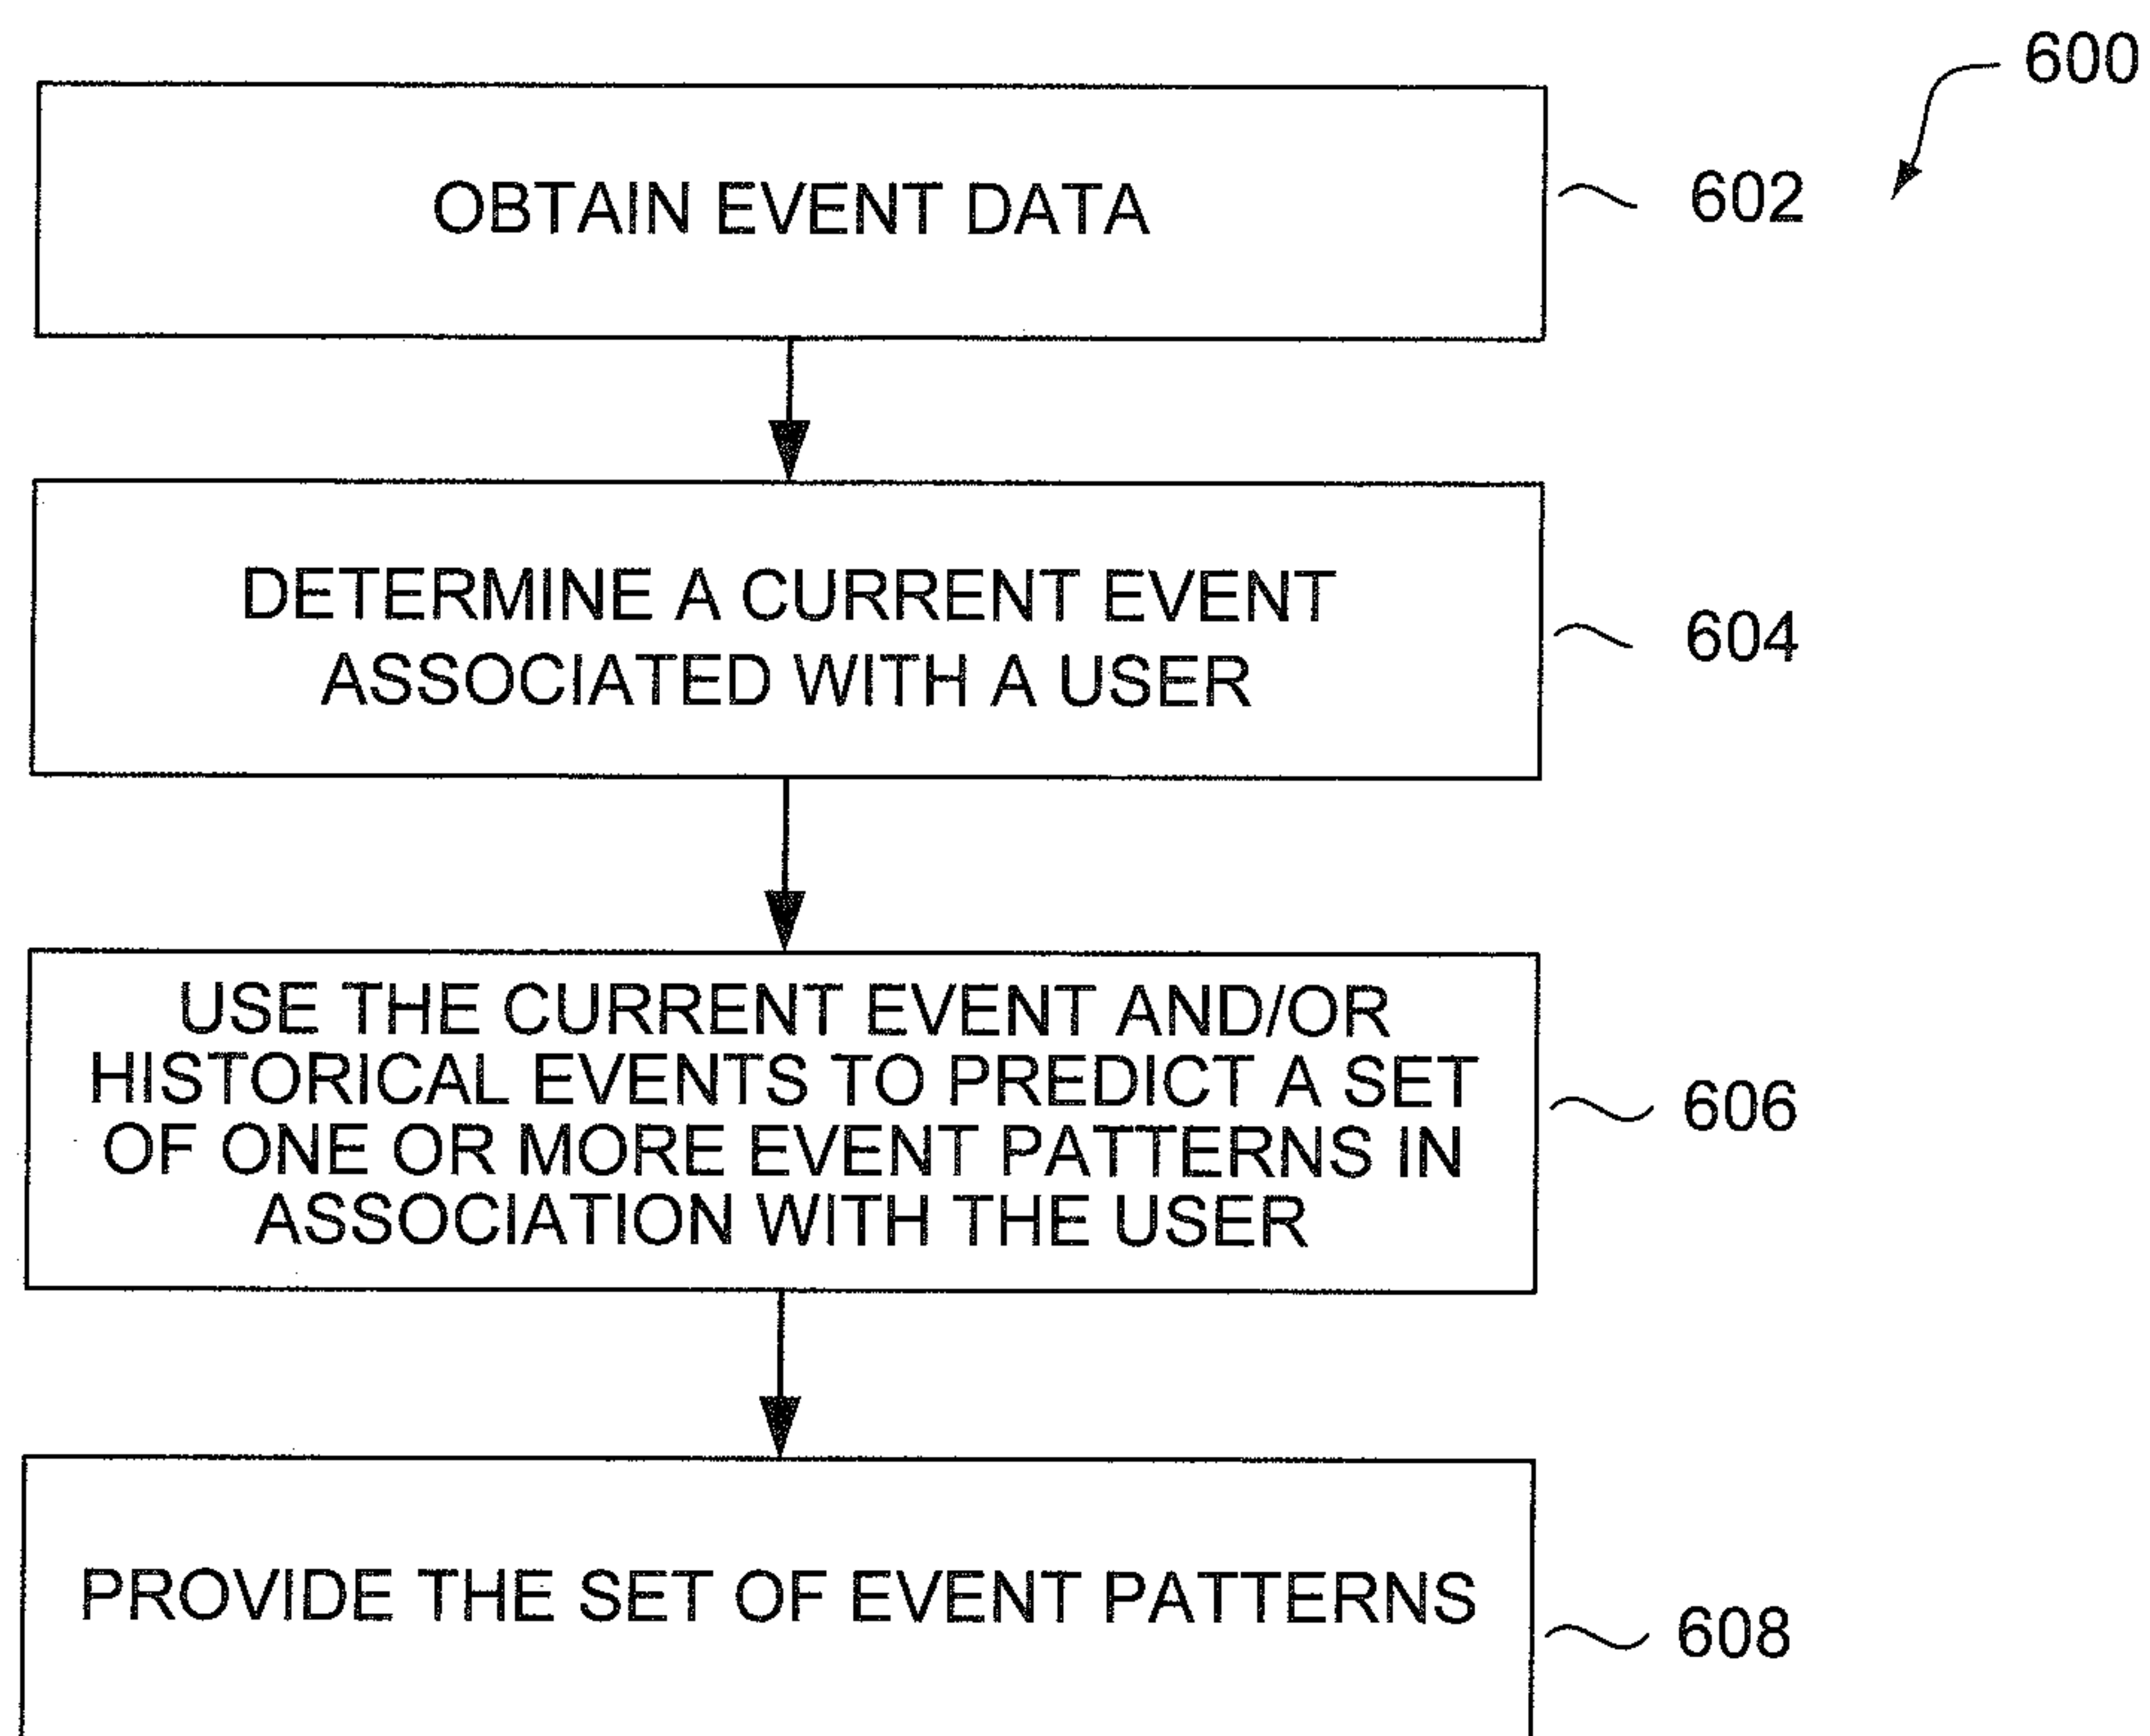 600
OBTAIN EVENT DATA
602
DETERMINE A CURRENT EVENT
ASSOCIATED WITH A USER
604
USE THE CURRENT EVENT AND/OR
HISTORICAL EVENTS TO PREDICT A SET
OF ONE OR MORE EVENT PATTERNS IN
ASSOCIATION WITH THE USER
606
PROVIDE THE SET OF EVENT PATTERNS
608